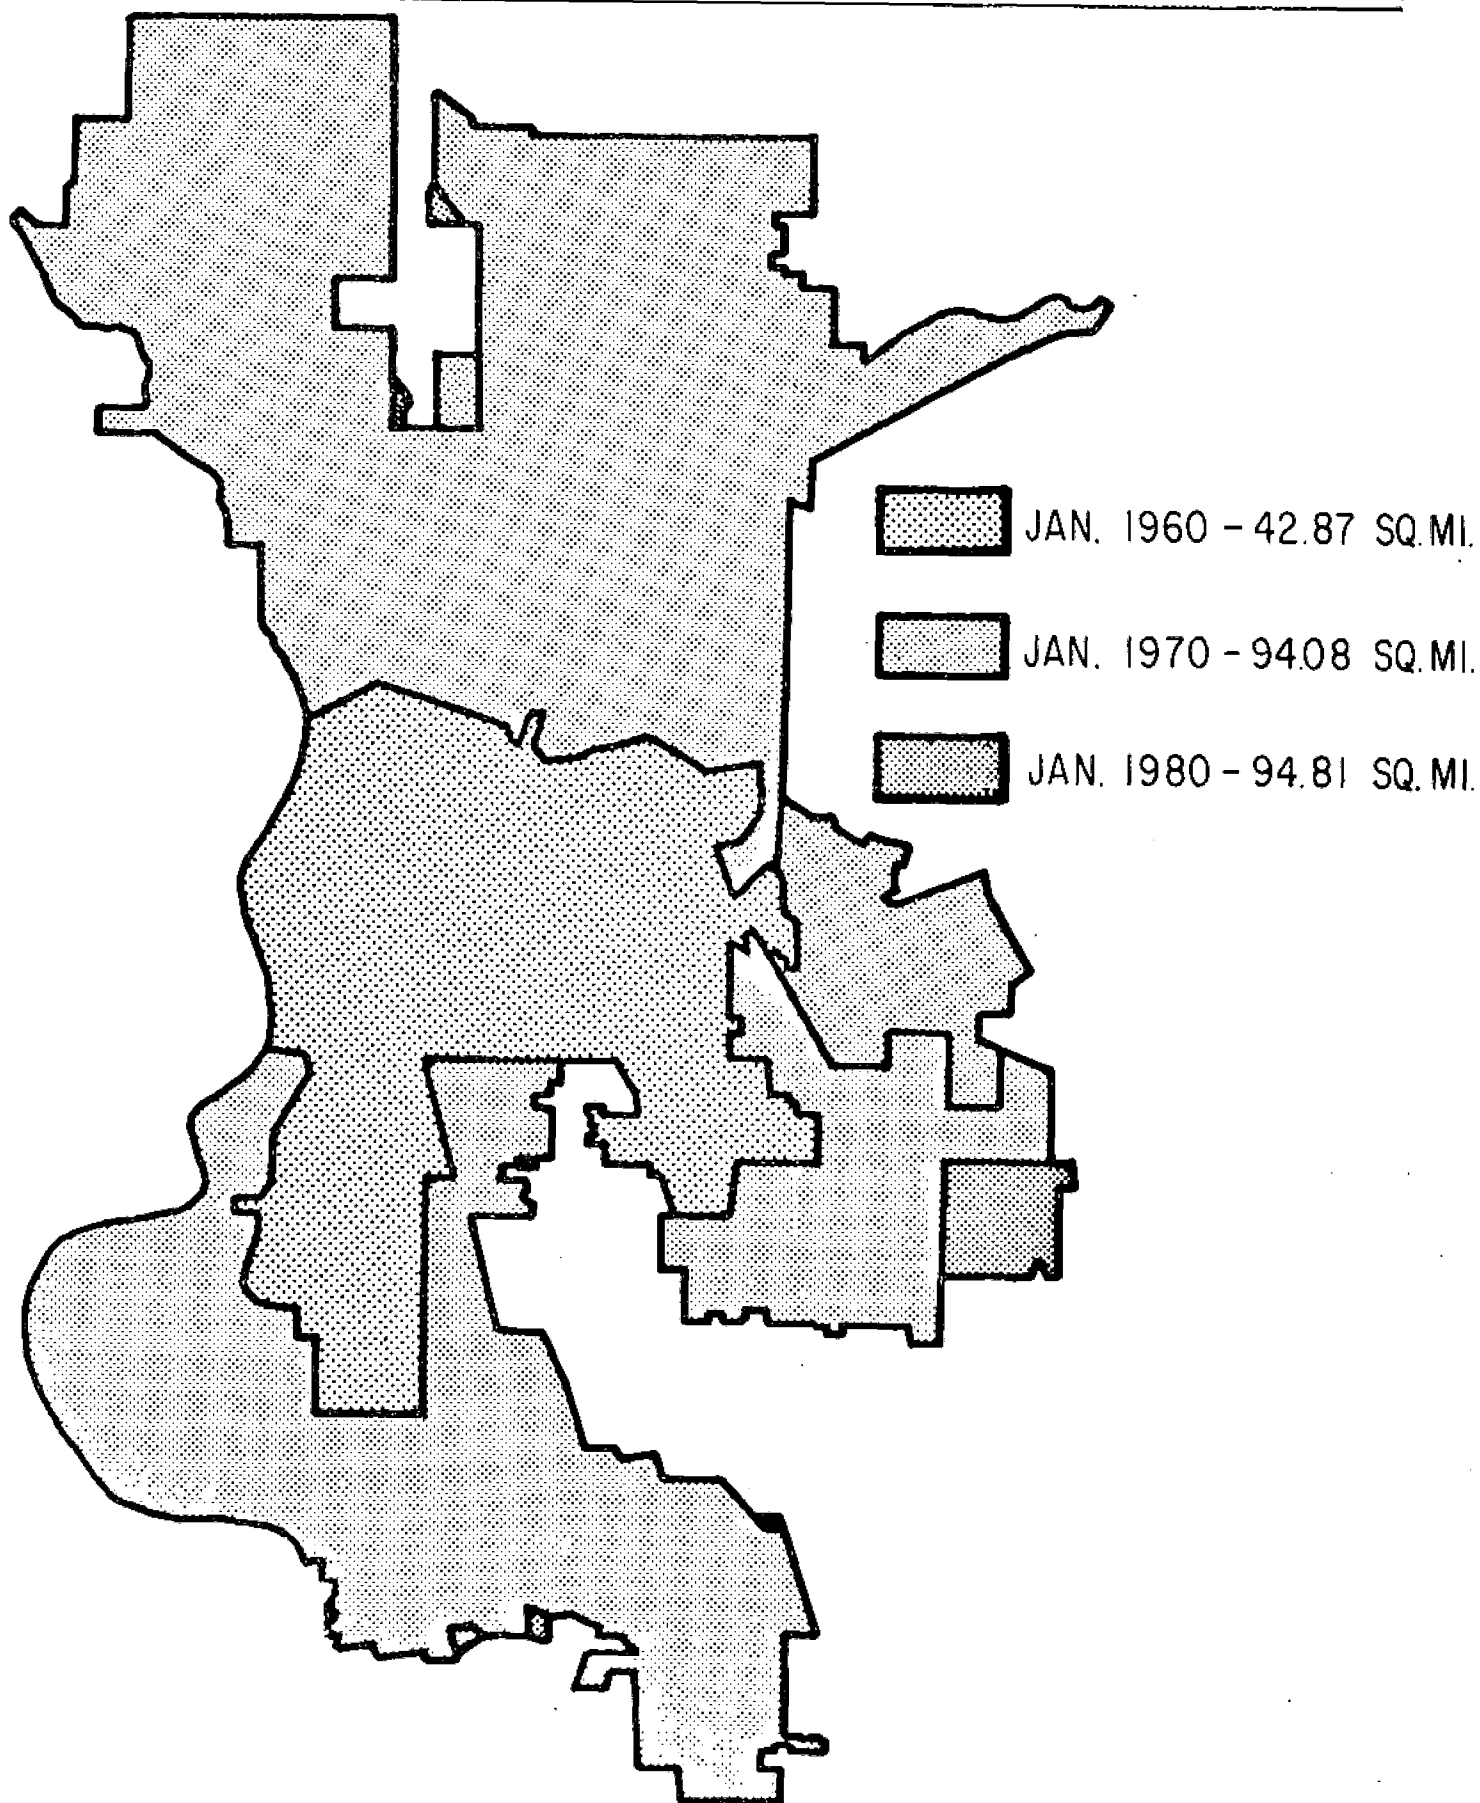 JAN. 1960 - 42.87 SQ.MI.
JAN. 1970 - 94.08 SQ.MI.
JAN. 1980 - 94.81 SQ.MI.